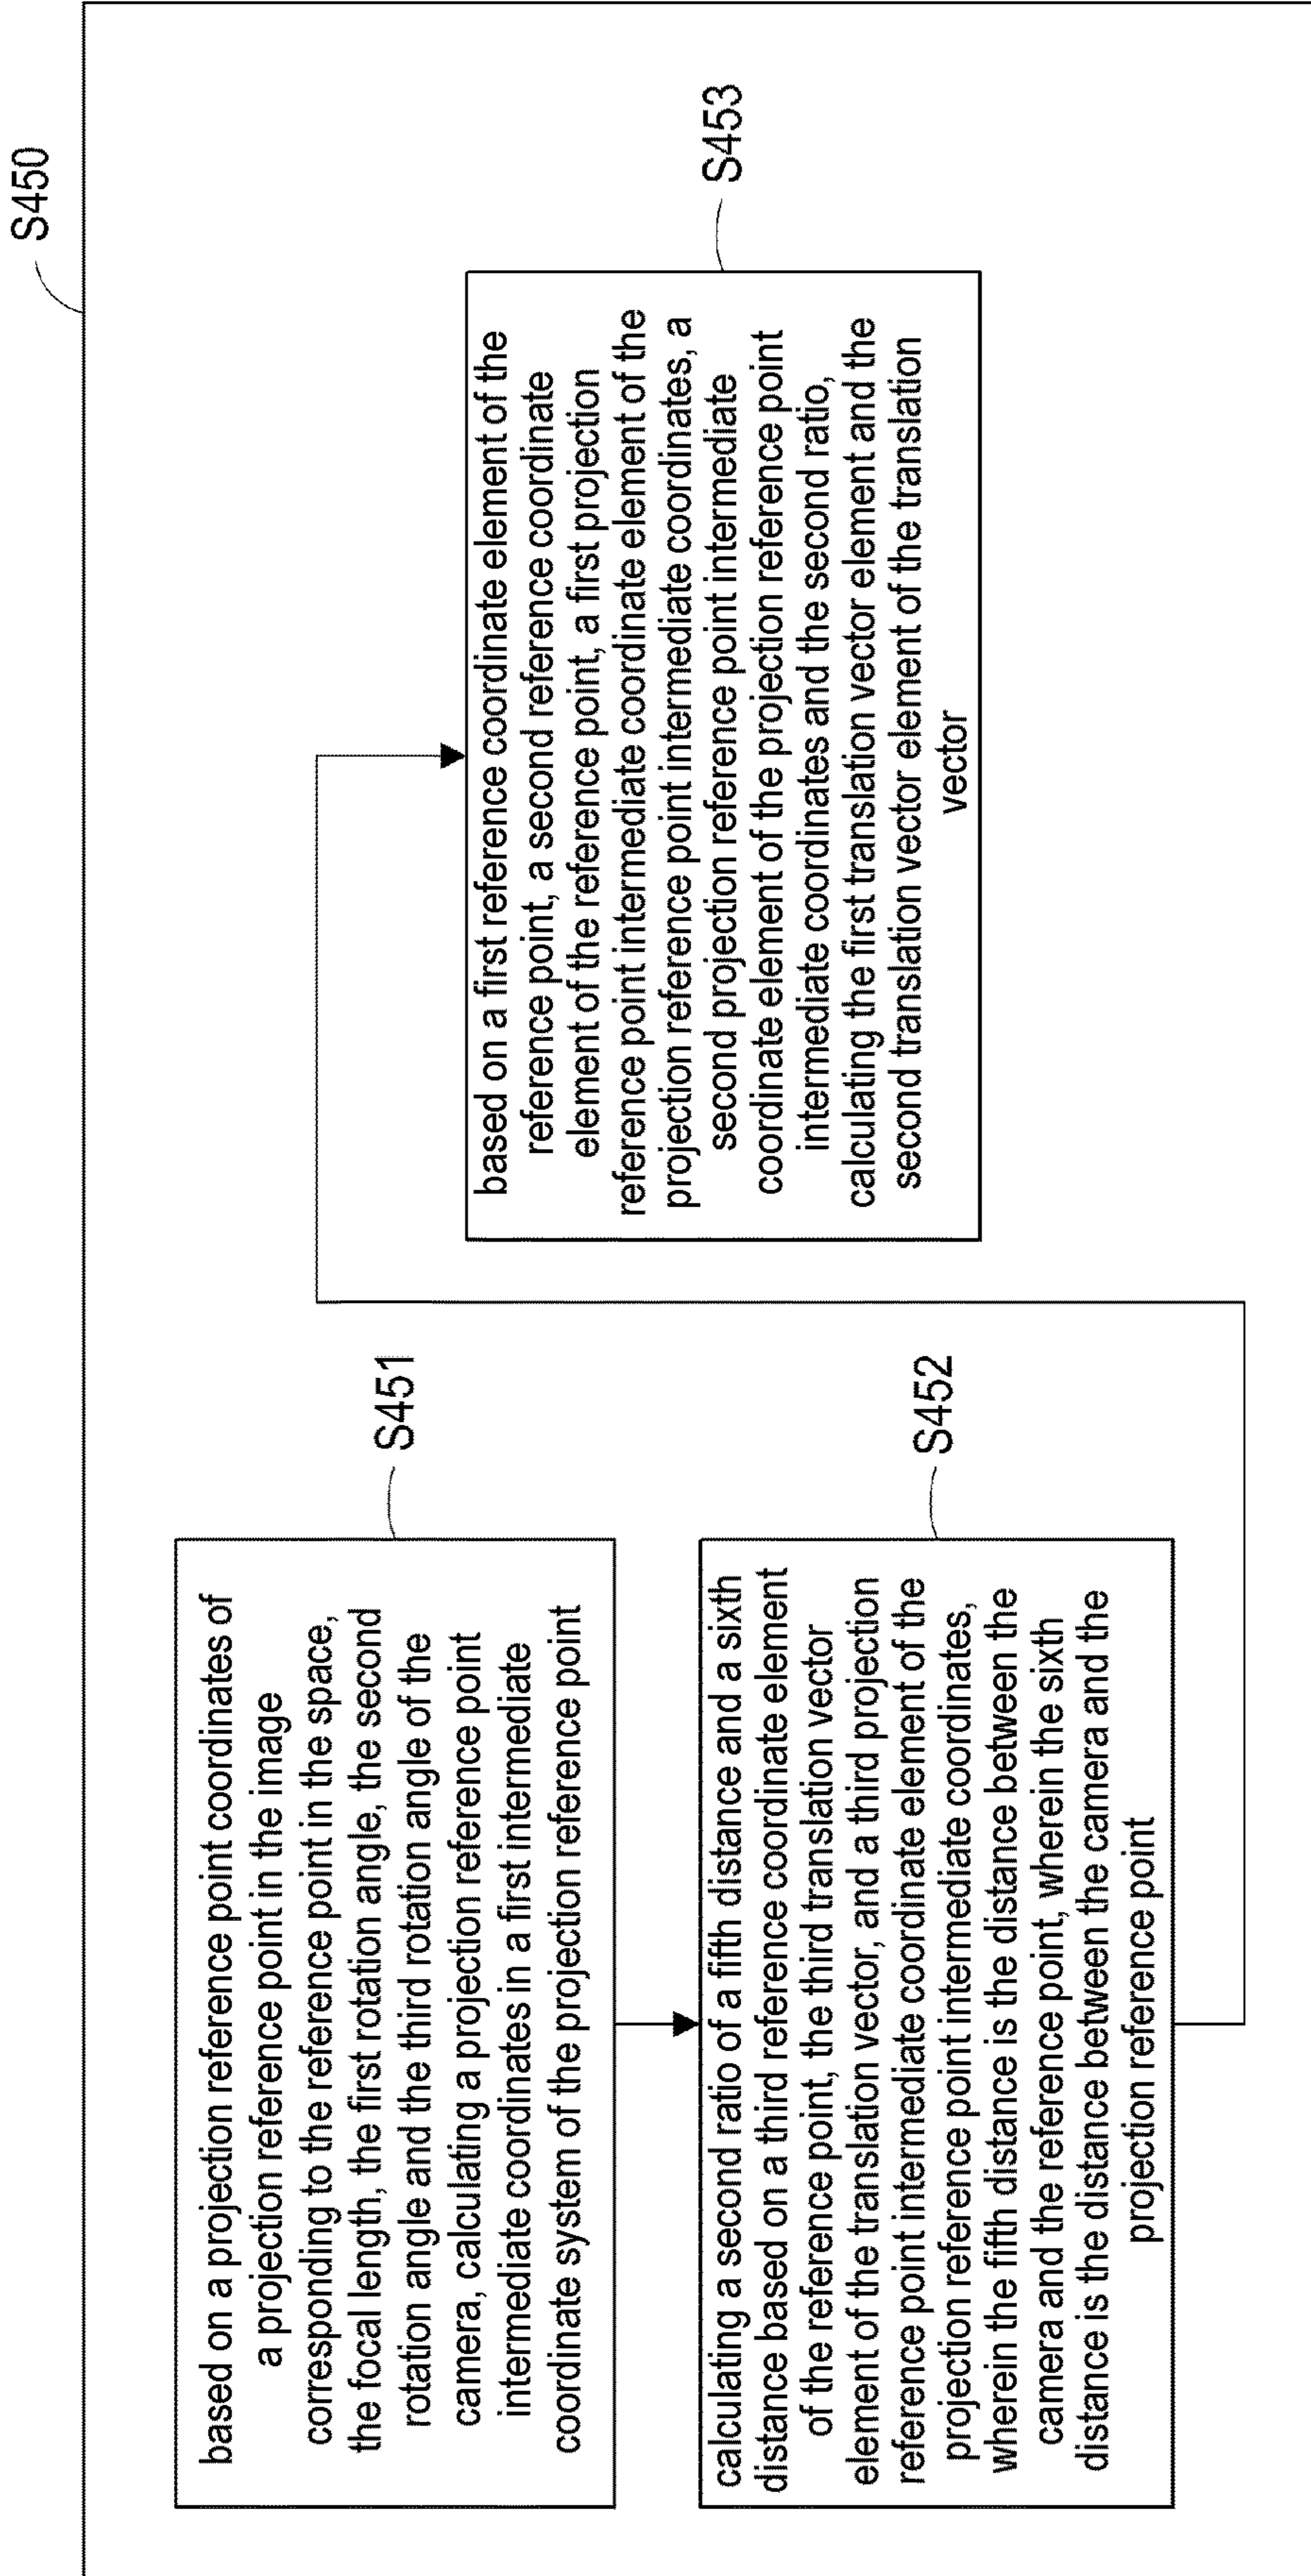 S450
based on a projection reference point coordinates of
a projection reference point in the image
corresponding to the reference point in the space,
the focal length, the first rotation angle, the second
rotation angle and the third rotation angle of the
camera, calculating a projection reference point
intermediate coordinates in a first intermediate
coordinate system of the projection reference point
S451
calculating a second ratio of a fifth distance and a sixth
distance based on a third reference coordinate element
of the reference point, the third translation vector
element of the translation vector, and a third projection
reference point intermediate coordinate element of the
projection reference point intermediate coordinates,
wherein the fifth distance is the distance between the
camera and the reference point, wherein the sixth
distance is the distance between the camera and the
projection reference point
S452
based on a first reference coordinate element of the
reference point, a second reference coordinate
element of the reference point, a first projection
reference point intermediate coordinate element of the
projection reference point intermediate coordinates, a
second projection reference point intermediate
coordinate element of the projection reference point
intermediate coordinates and the second ratio,
calculating the first translation vector element and the
second translation vector element of the translation
vector
S453